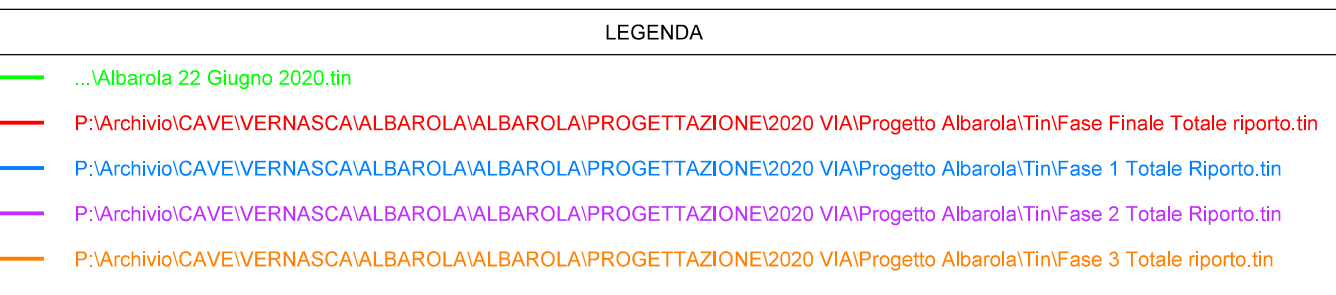 LEGENDA
...\Albarola 22 Giugno 2020.tin
P:\Archivio\CAVE\VERNASCA\ALBAROLA\ALBAROLA\PROGETTAZIONE\2020 VIA\Progetto Albarola\Tin\Fase Finale Totale riporto.tin
P:\Archivio\CAVE\VERNASCA\ALBAROLA\ALBAROLA\PROGETTAZIONE\2020 VIA\Progetto Albarola\Tin\Fase 1 Totale Riporto.tin
P:\Archivio\CAVE\VERNASCA\ALBAROLA\ALBAROLA\PROGETTAZIONE\2020 VIA\Progetto Albarola\Tin\Fase 2 Totale Riporto.tin
P:\Archivio\CAVE\VERNASCA\ALBAROLA\ALBAROLA\PROGETTAZIONE\2020 VIA\Progetto Albarola\Tin\Fase 3 Totale riporto.tin